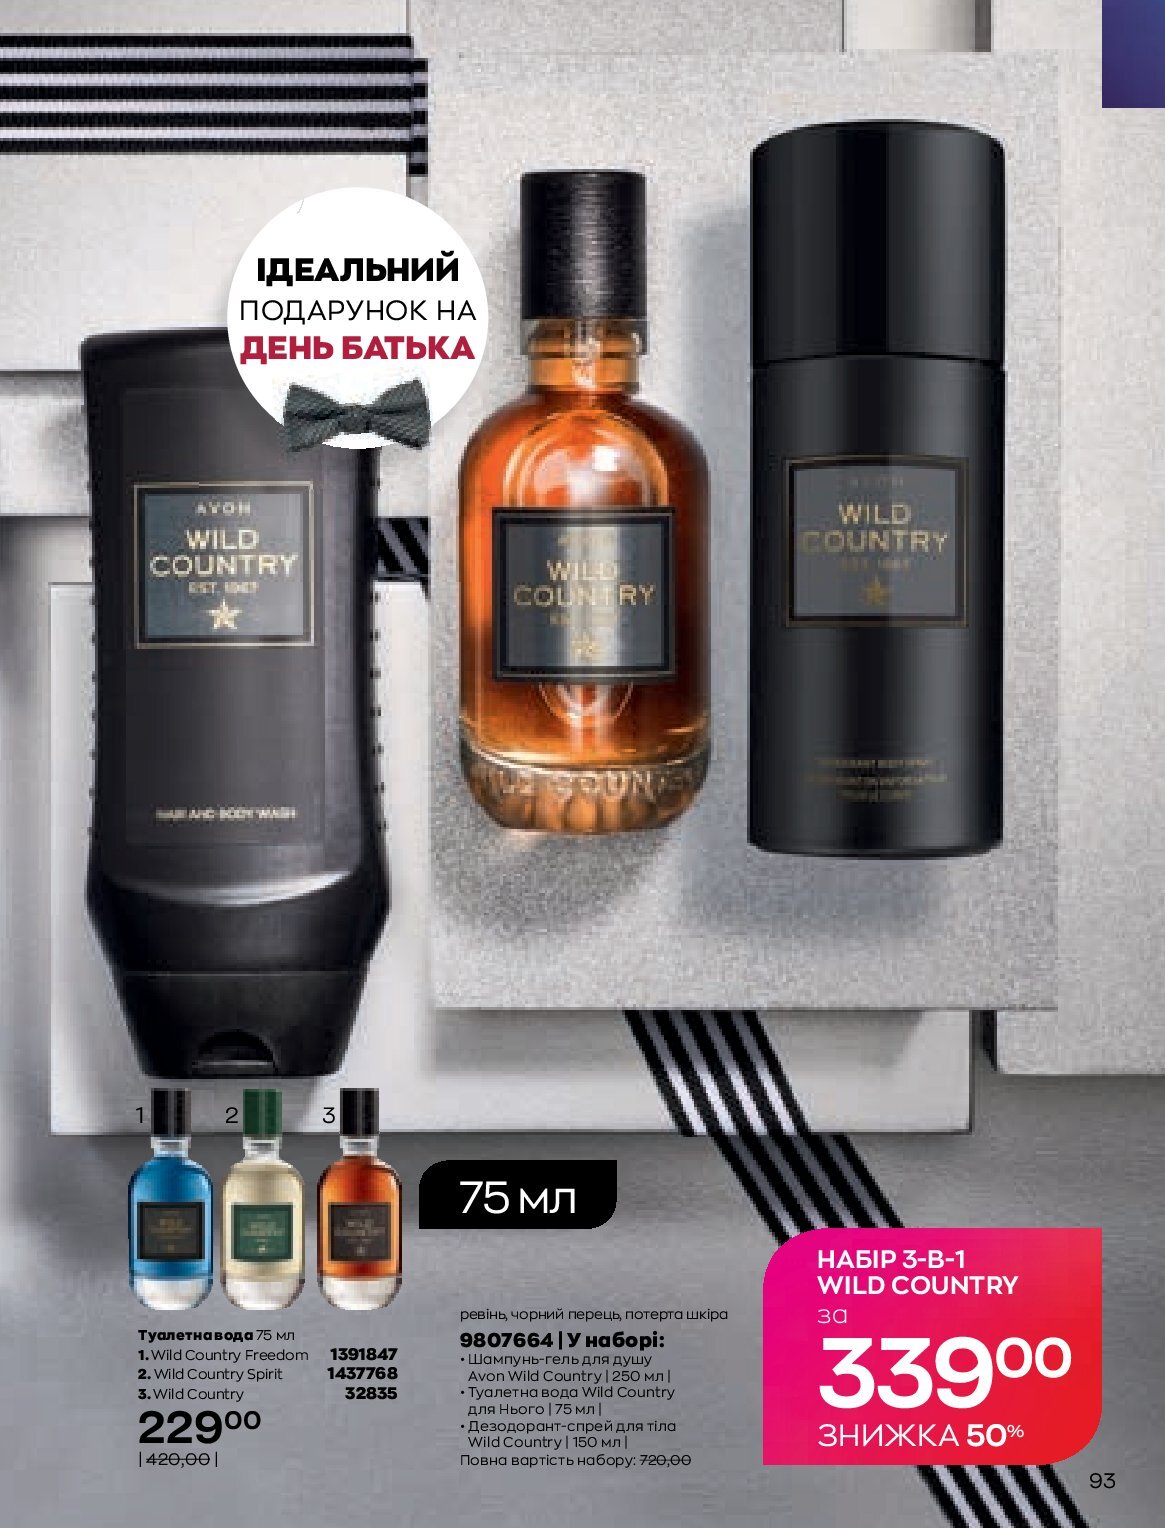 ІДЕАЛЬНИЙ
ПОДАРУНОК НА
ДЕНЬ БАТЬКА
AVON
WILD
COUNTRY
EST. 1967
HAIR AND BODY WASH
WILD
COUNTRY
WILD COUN
AVON
WILD
COUNTRY
EST. 1967
1
2
3
75 мл
Туалетна вода 75 мл
1. Wild Country Freedom 1391847
2. Wild Country Spirit 1437768
3. Wild Country 32835
229⁰⁰
| 420,00 |
ревінь, чорний перець, потерта шкіра
9807664 | У наборі:
• Шампунь-гель для душу
Avon Wild Country | 250 мл |
• Туалетна вода Wild Country
для Нього | 75 мл |
• Дезодорант-спрей для тіла
Wild Country | 150 мл |
Повна вартість набору: 720,00
НАБІР 3-В-1
WILD COUNTRY
за
339⁰⁰
ЗНИЖКА 50%
93